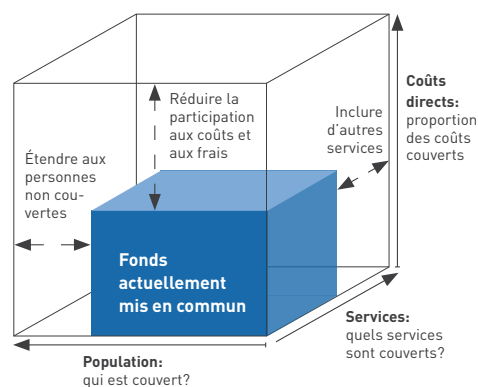 Réduire la
participation
aux coûts et
aux frais
Inclure
d'autres
services
Coûts
directs:
proportion
des coûts
couverts
Étendre aux
personnes
non cou-
vertes
Fonds
actuellement
mis en commun
Services:
quels services
sont couverts?
Population:
qui est couvert?